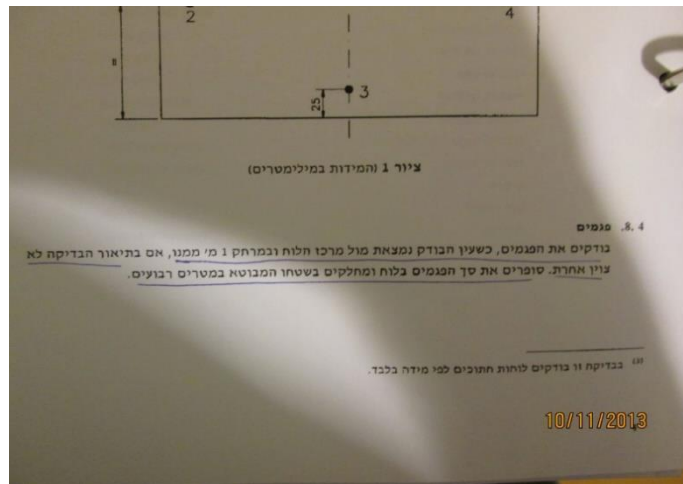 2
4
8
25
3
ציור 1 (המידות במילימטרים)
8.4. פגמים
בודקים את הפגמים, כשעין הבודק נמצאת מול מרכז הלוח ובמרחק 1 מ' ממנו, אם בתיאור הבדיקה לא
צוין אחרת. סופרים את סך הפגמים בלוח ומחלקים בשטחו המבוטא במטרים רבועים.
בבדיקה זו בודקים לוחות חתוכים לפי מידה בלבד.
10/11/2013